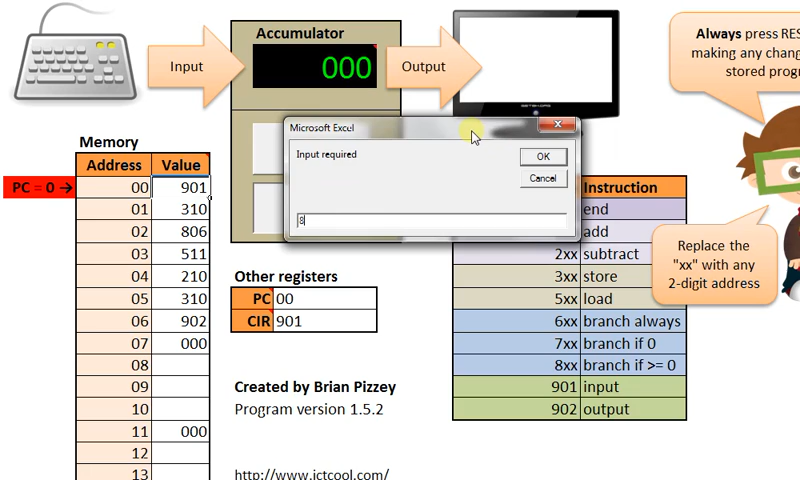 Accumulator
Always press RES
making any chang
stored progr
Input
000
Output
Microsoft Excel
Input required
OK
Cancel
8
Memory
Address Value
PC = 0 → 00 901
01 310
02 806
03 511
04 210
05 310
06 902
07 000
08
09
10
11 000
12
13
Other registers
PC 00
CIR 901
Created by Brian Pizzey
Program version 1.5.2
http://www.ictcool.com/
Instruction
end
add
2xx subtract
3xx store
5xx load
6xx branch always
7xx branch if 0
8xx branch if >= 0
901 input
902 output
Replace the
"xx" with any
2-digit address